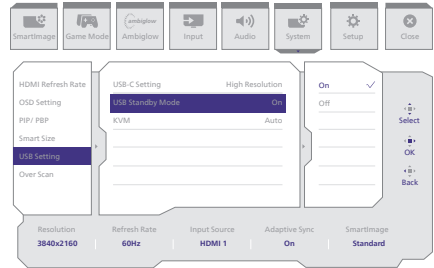 SmartImage Game Mode Ambiglow Input Audio System Setup Close
ambiglow
HDMI Refresh Rate
OSD Setting
PIP/ PBP
Smart Size
USB Setting
Over Scan
USB-C Setting High Resolution
USB Standby Mode On
KVM Auto
On
Off
Select
OK
Back
Resolution Refresh Rate Input Source Adaptive Sync SmartImage
3840x2160 60Hz HDMI 1 On Standard